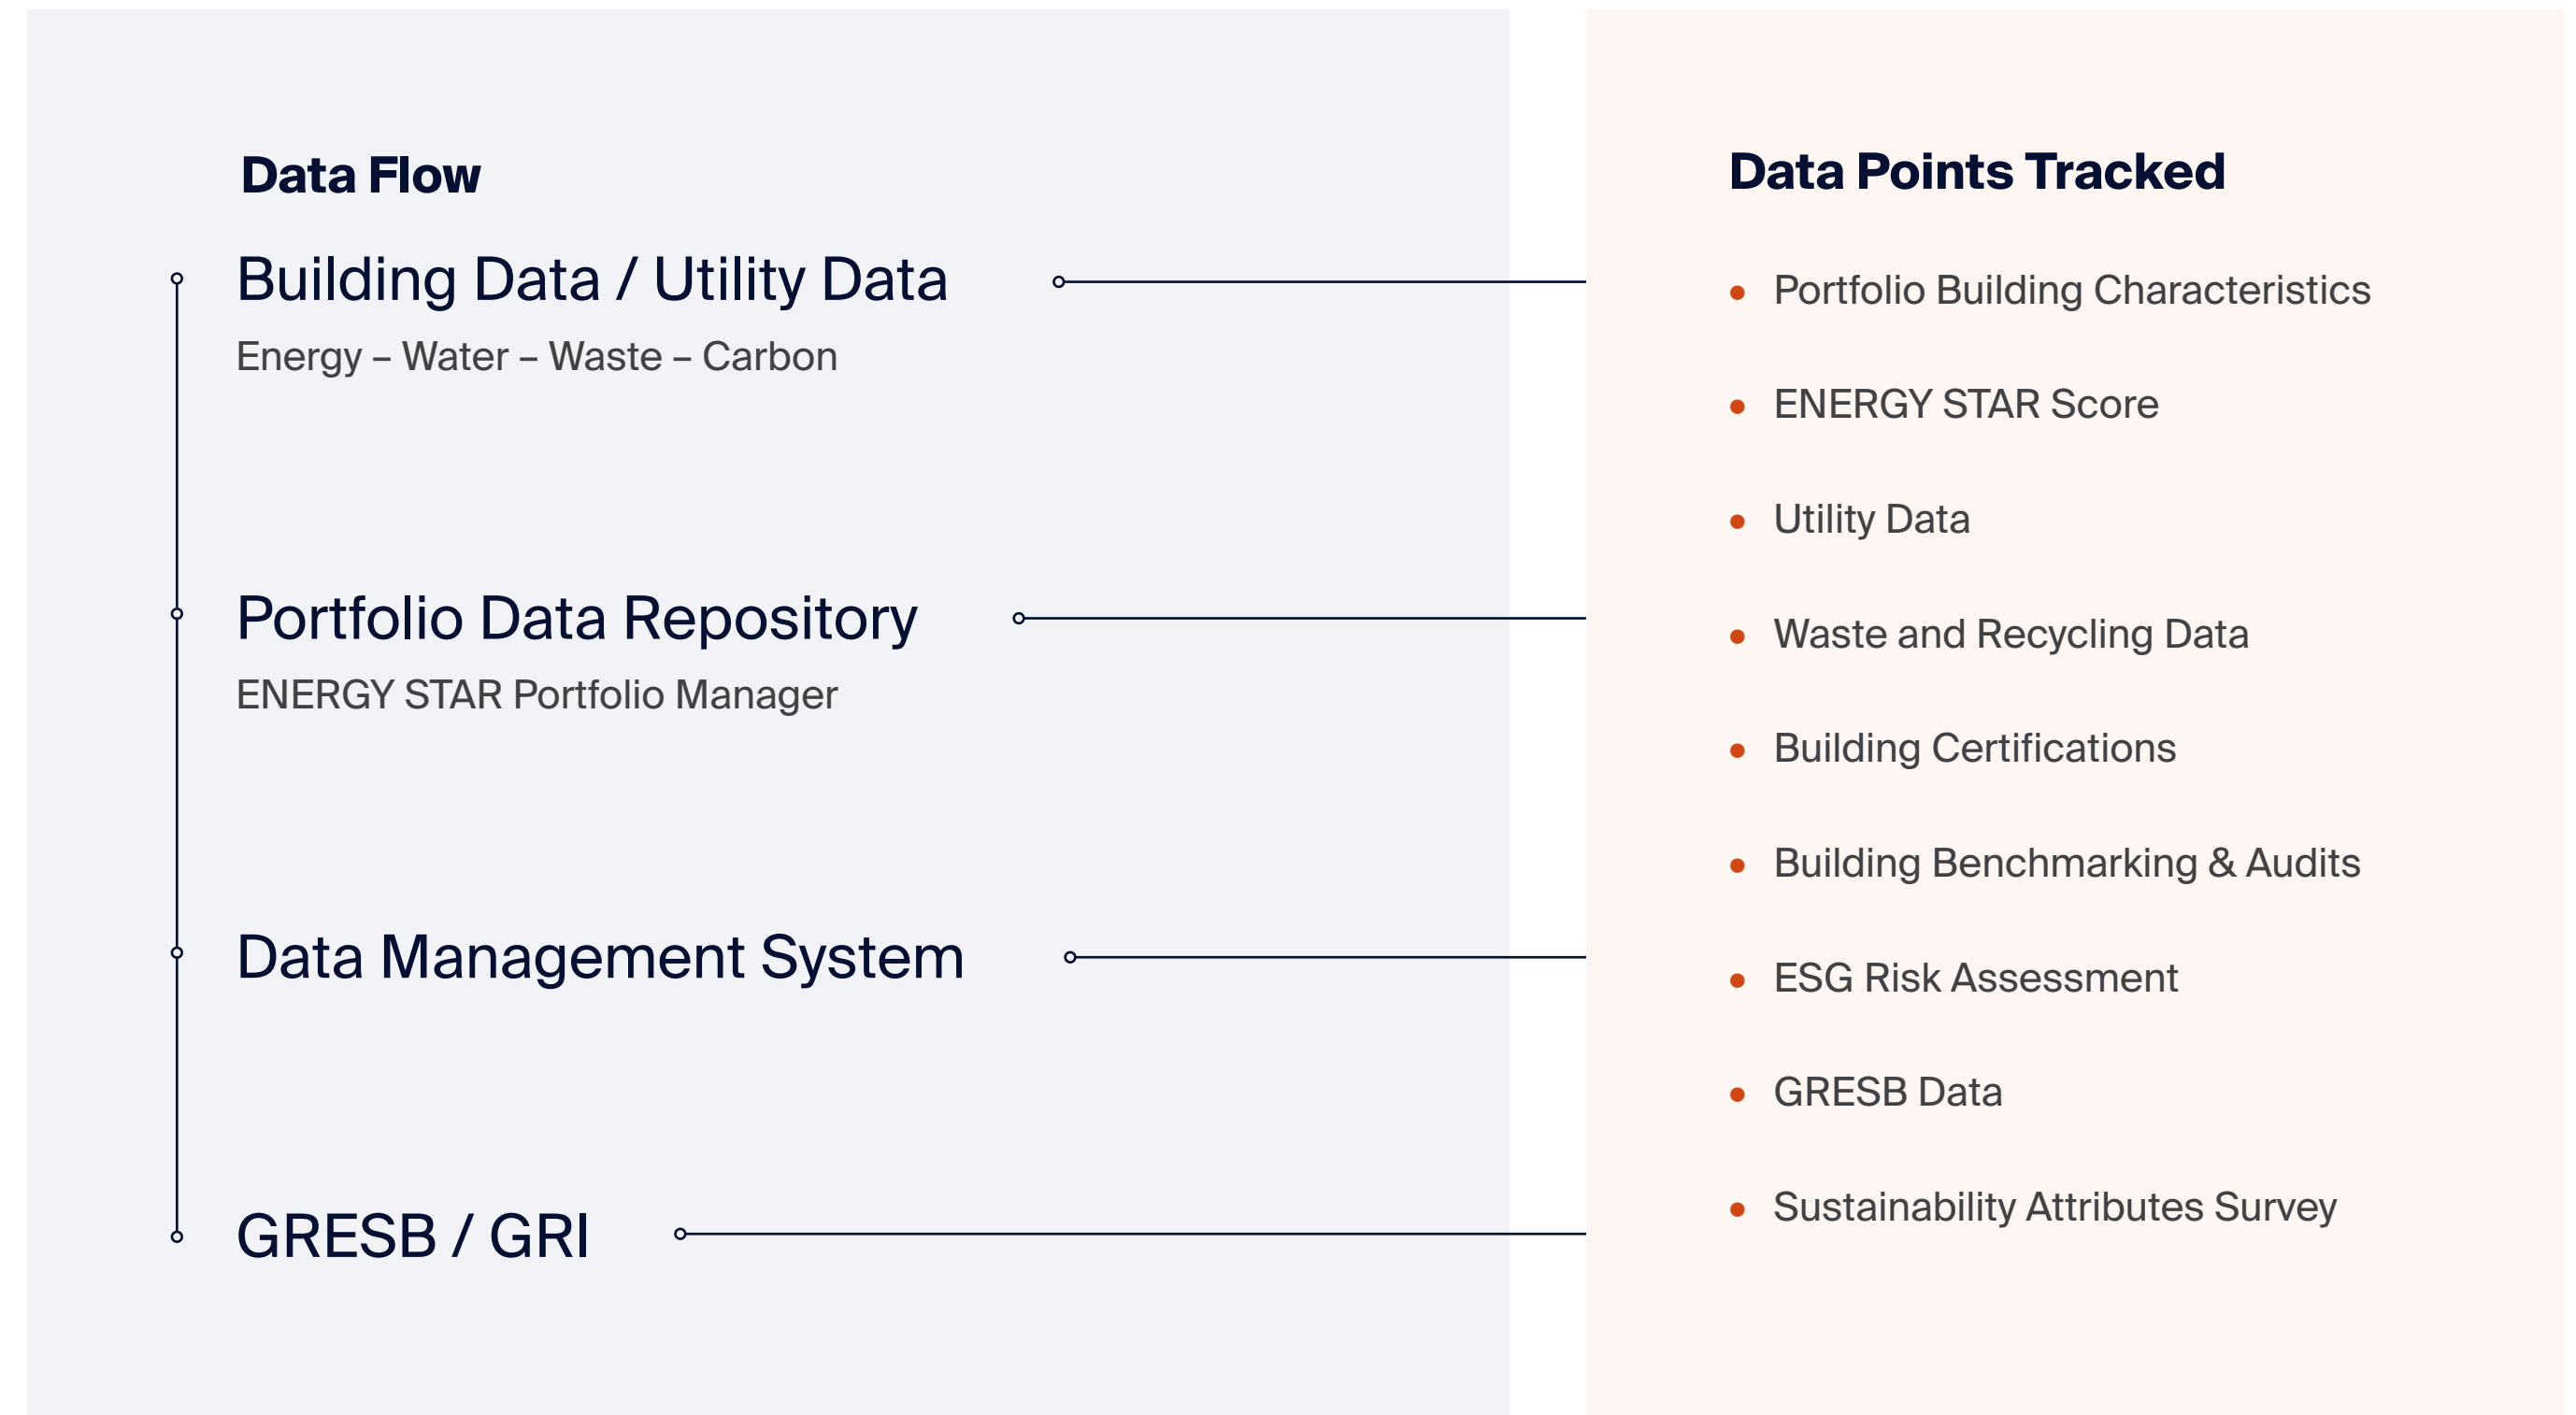 Data Flow
Building Data / Utility Data
Energy – Water – Waste – Carbon
Portfolio Data Repository
ENERGY STAR Portfolio Manager
Data Management System
GRESB / GRI
Data Points Tracked
Portfolio Building Characteristics
ENERGY STAR Score
Utility Data
Waste and Recycling Data
Building Certifications
Building Benchmarking & Audits
ESG Risk Assessment
GRESB Data
Sustainability Attributes Survey